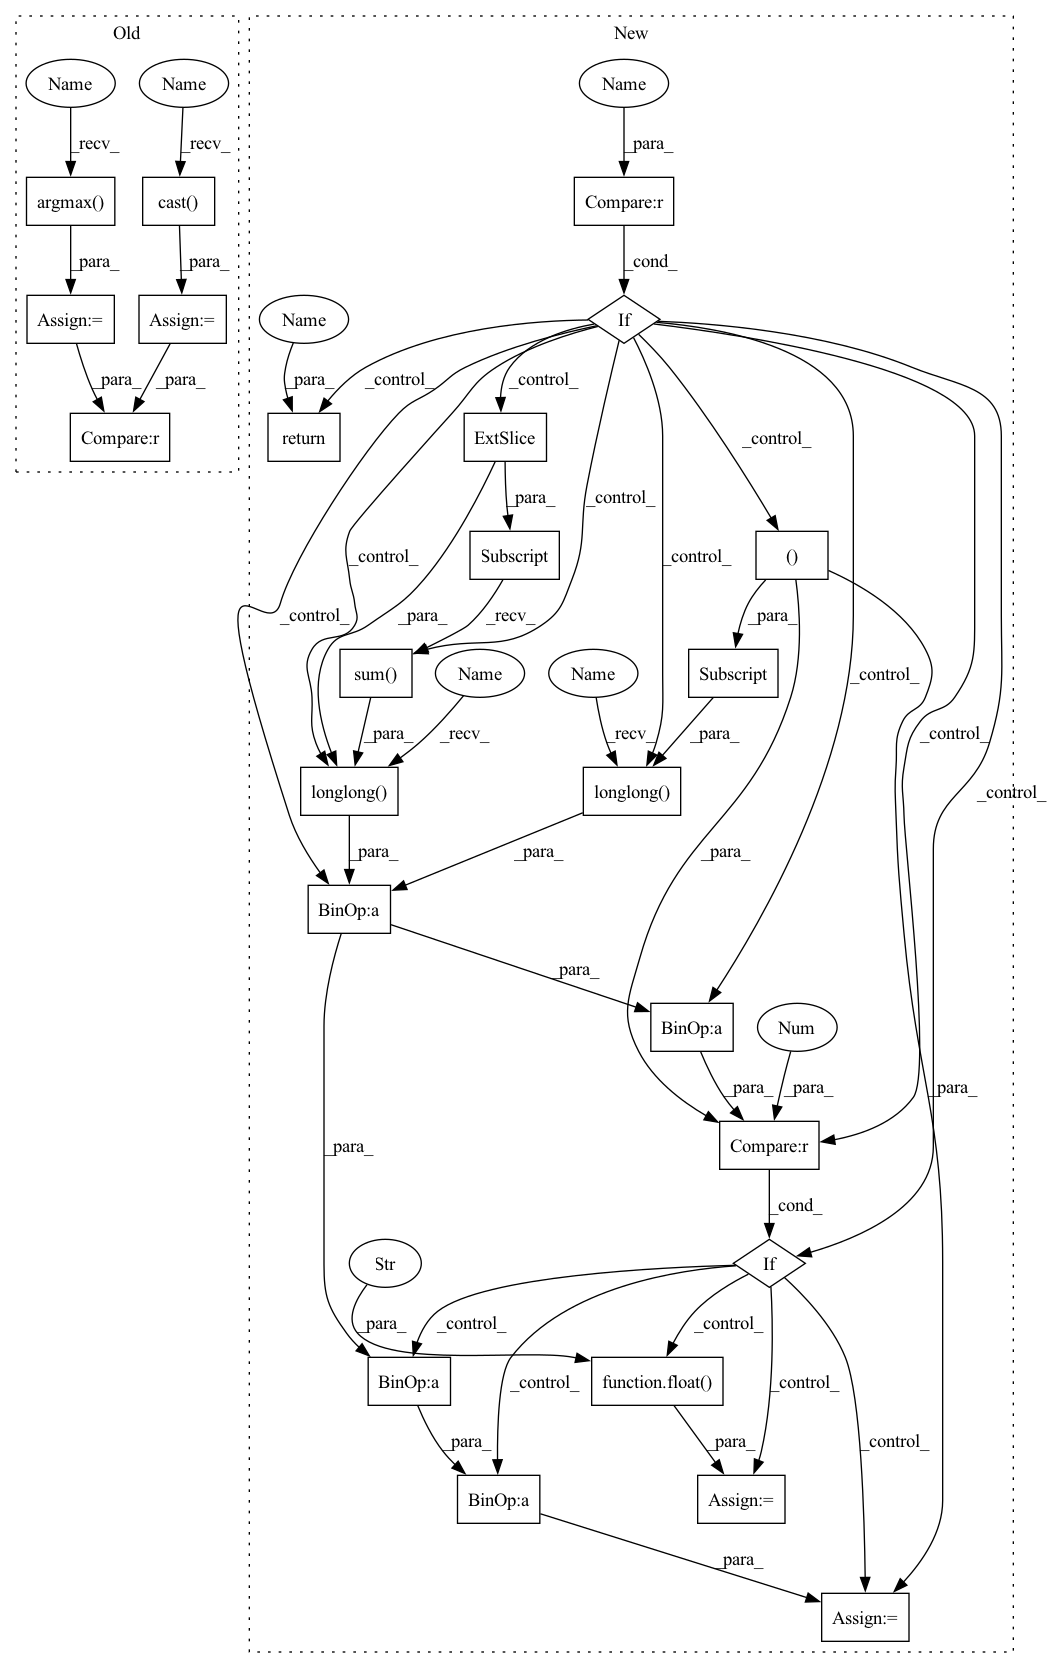 Old
New
Name
Name
Name
_recv_
_recv_
_para_
argmax()
cast()
Compare:r
_para_
_para_
_cond_
Assign:=
Assign:=
Name
If
_para_
_para_
_para_
_control_
_control_
Compare:r
return
ExtSlice
_control_
_para_
_control_
_control_
_control_
Subscript
()
_control_
_para_
_recv_
_para_
_control_
sum()
Name
Name
Subscript
_control_
_para_
_recv_
_recv_
_para_
_control_
_control_
longlong()
longlong()
_para_
_para_
_para_
BinOp:a
_para_
BinOp:a
Num
_para_
_para_
_para_
_para_
Compare:r
_cond_
Str
If
_para_
_control_
_control_
BinOp:a
_control_
function.float()
_control_
_para_
_para_
_control_
BinOp:a
Assign:=
_para_
Assign:=